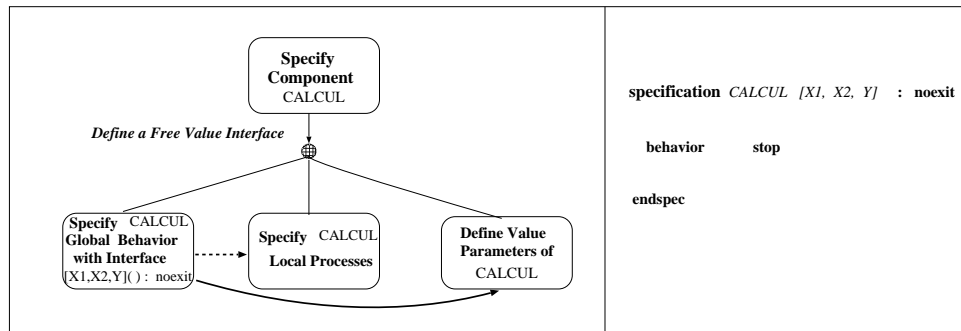 Specify
Component
CALCUL
Define a Free Value Interface
Specify CALCUL
Global Behavior
with Interface
[X1,X2,Y]( ) : noexit
Specify CALCUL
Local Processes
Define Value
Parameters of
CALCUL
specification CALCUL [X1, X2, Y] : noexit
behavior stop
endspec